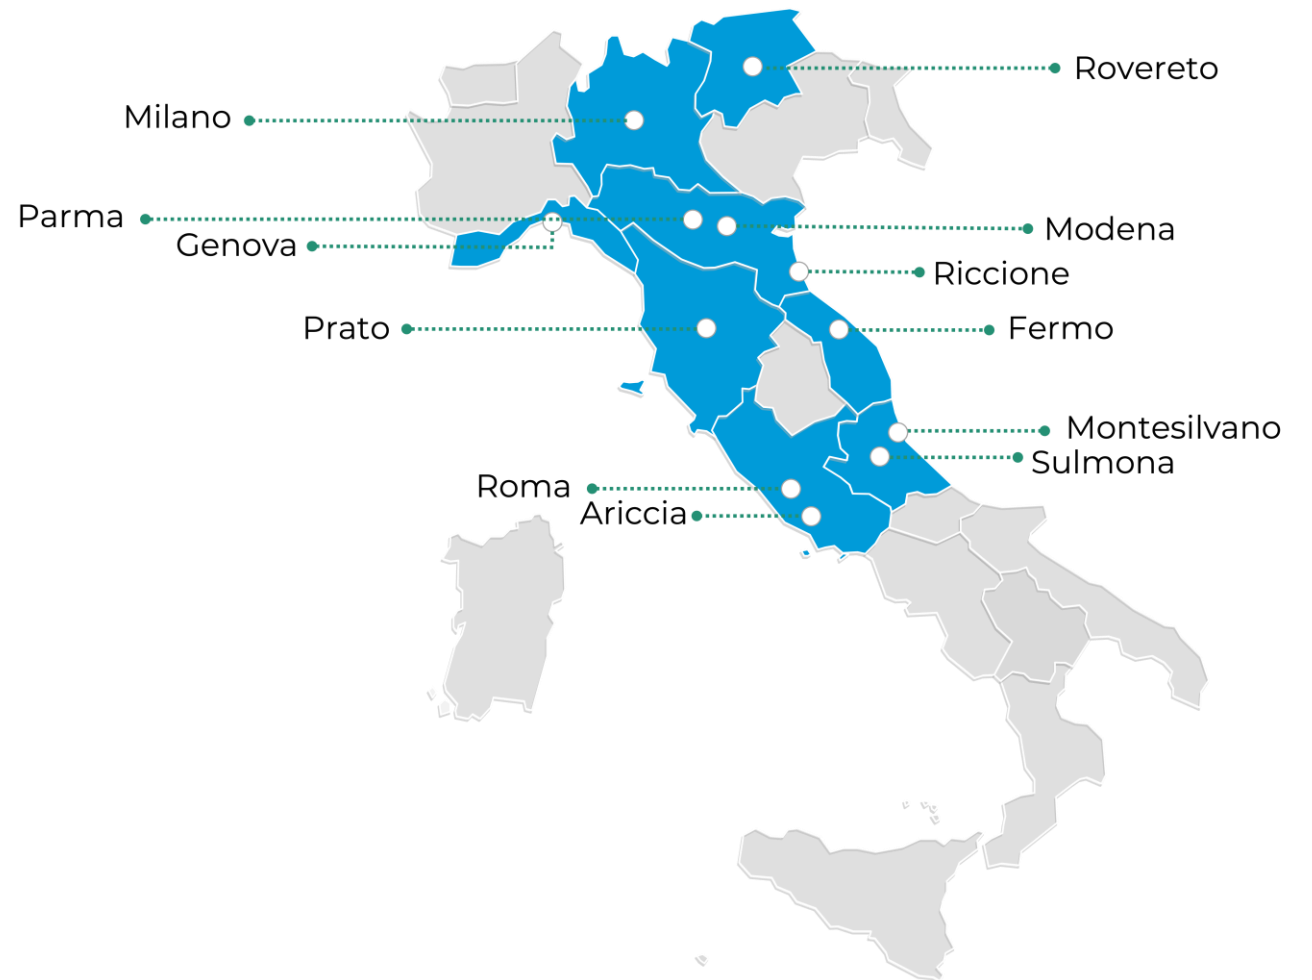 Rovereto
Milano
Parma
Genova
Modena
Riccione
Prato
Fermo
Montesilvano
Sulmona
Roma
Ariccia